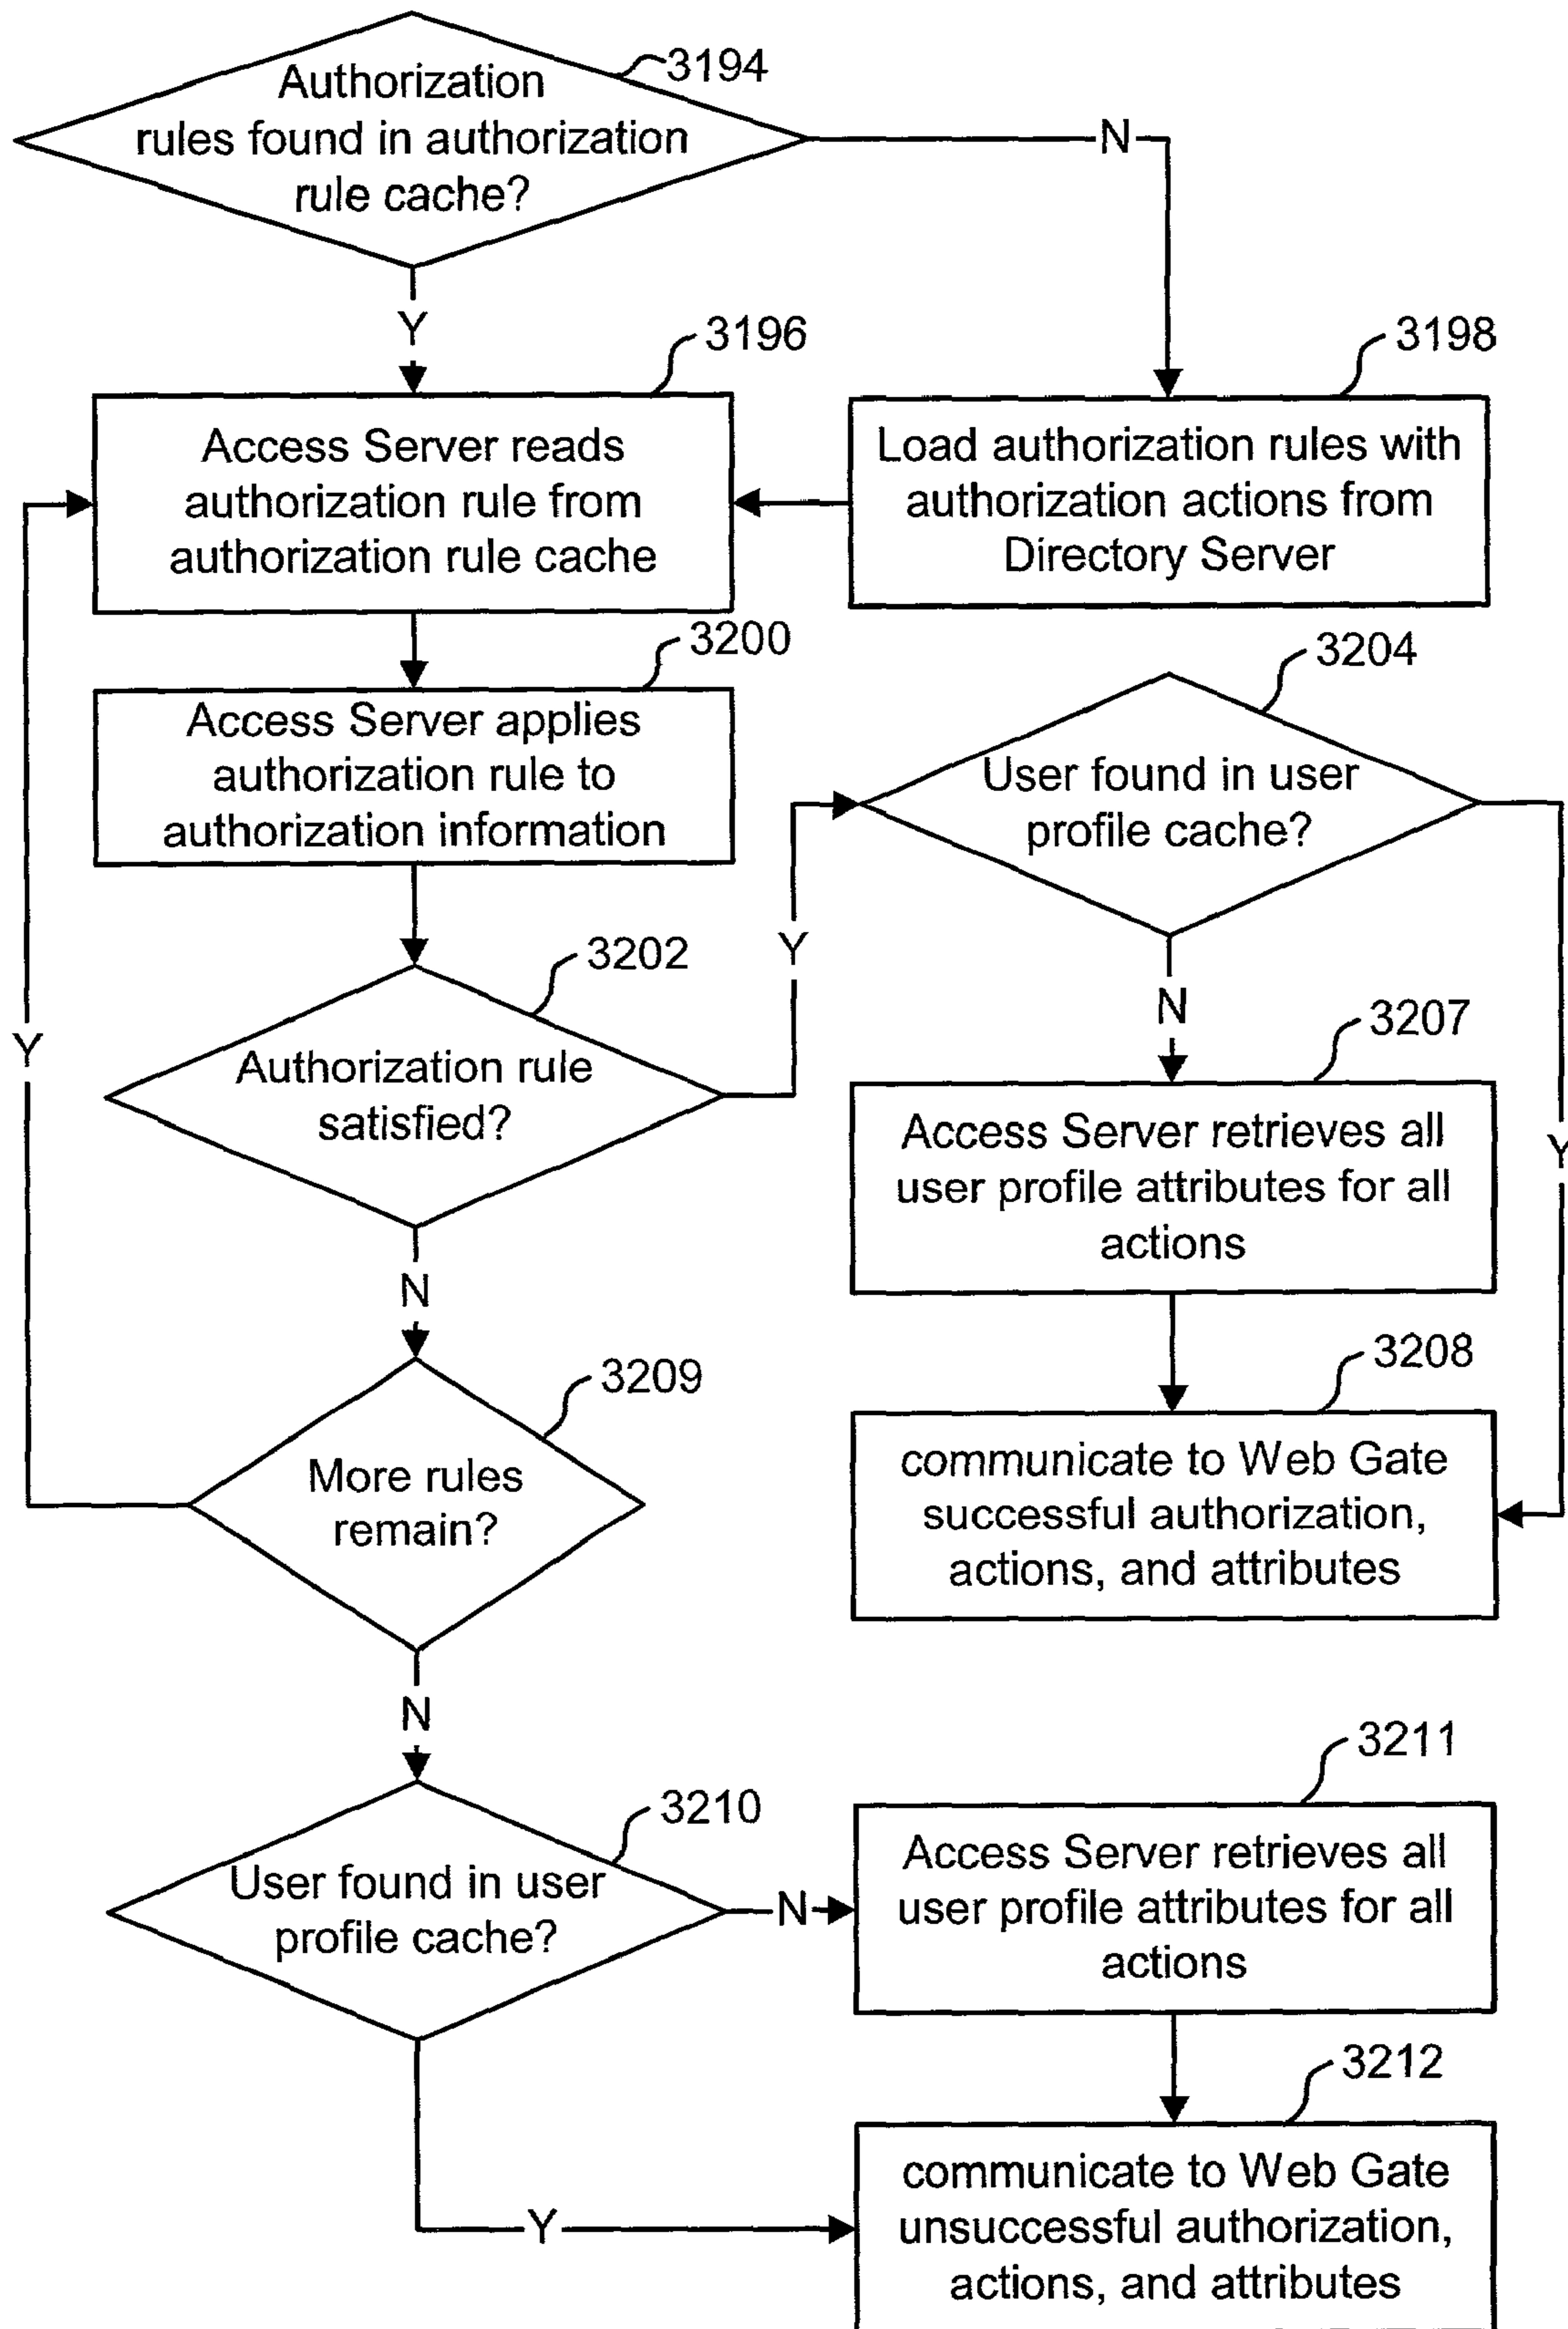 Authorization
rules found in authorization
rule cache?
3194
N
Y
3196
Access Server reads
authorization rule from
authorization rule cache
3198
Load authorization rules with
authorization actions from
Directory Server
3200
Access Server applies
authorization rule to
authorization information
3204
User found in user
profile cache?
Y
3202
Authorization rule
satisfied?
Y
N
3207
Access Server retrieves all
user profile attributes for all
actions
Y
N
3209
More rules
remain?
3208
communicate to Web Gate
successful authorization,
actions, and attributes
N
3210
User found in user
profile cache?
N
3211
Access Server retrieves all
user profile attributes for all
actions
Y
3212
communicate to Web Gate
unsuccessful authorization,
actions, and attributes